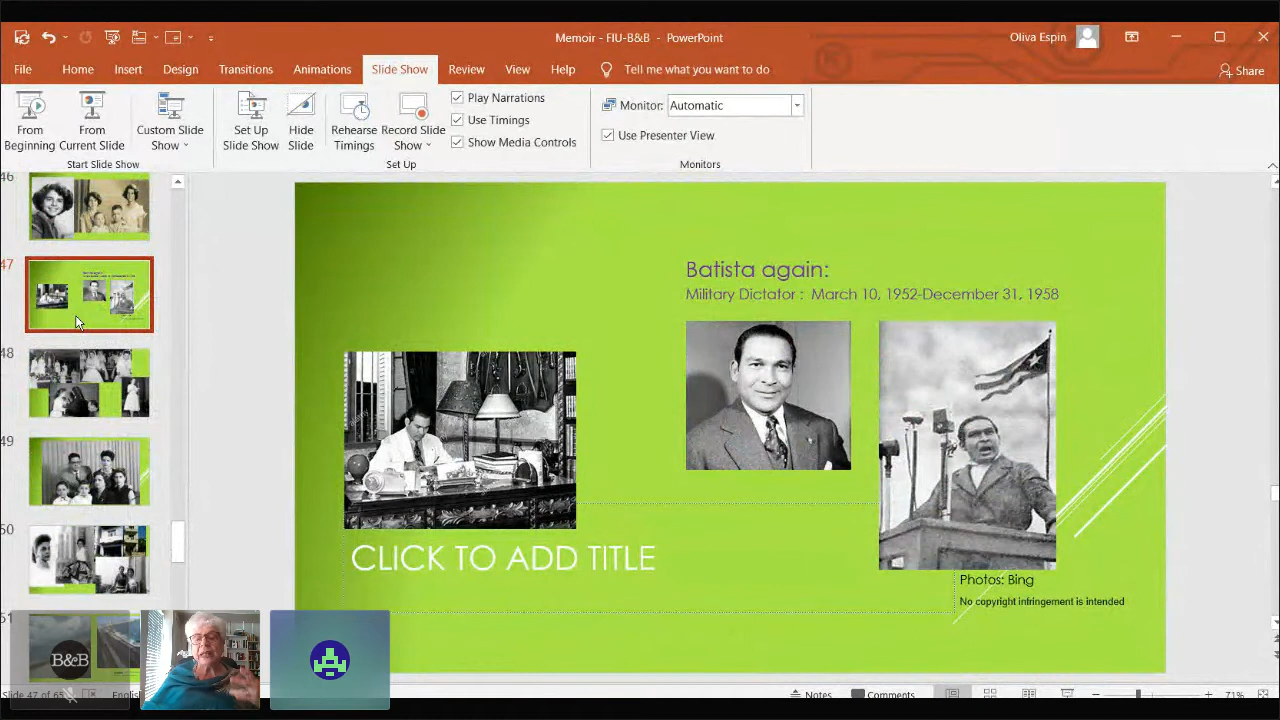 Memoir - FIU-B&B - PowerPoint
Oliva Espin
File Home Insert Design Transitions Animations Slide Show Review View Help Tell me what you want to do
Share
From Beginning
From Current Slide
Custom Slide Show
Set Up Slide Show
Hide Slide
Rehearse Timings
Record Slide Show
Play Narrations
Use Timings
Show Media Controls
Monitor: Automatic
Use Presenter View
Start Slide Show
Set Up
Monitors
46
47
48
49
50
51
Batista again:
Military Dictator : March 10, 1952-December 31, 1958
CLICK TO ADD TITLE
Photos: Bing
No copyright infringement is intended
B&B
Slide 47 of 65
English
Notes
Comments
71%